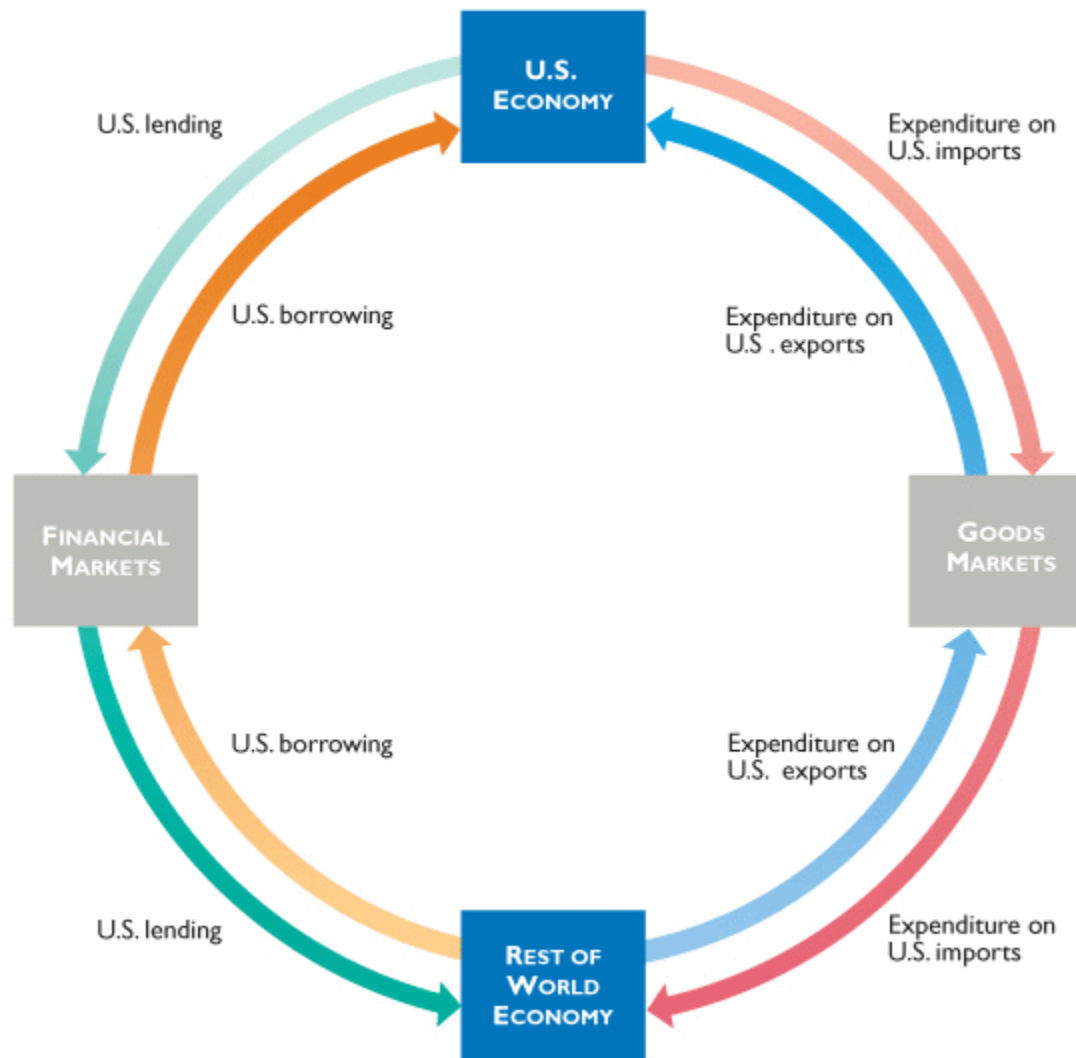 U.S.
ECONOMY
U.S. lending
Expenditure on
U.S. imports
U.S. borrowing
Expenditure on
U.S . exports
FINANCIAL
MARKETS
GOODS
MARKETS
U.S. borrowing
Expenditure on
U.S. exports
U.S. lending
Expenditure on
U.S. imports
REST OF
WORLD
ECONOMY